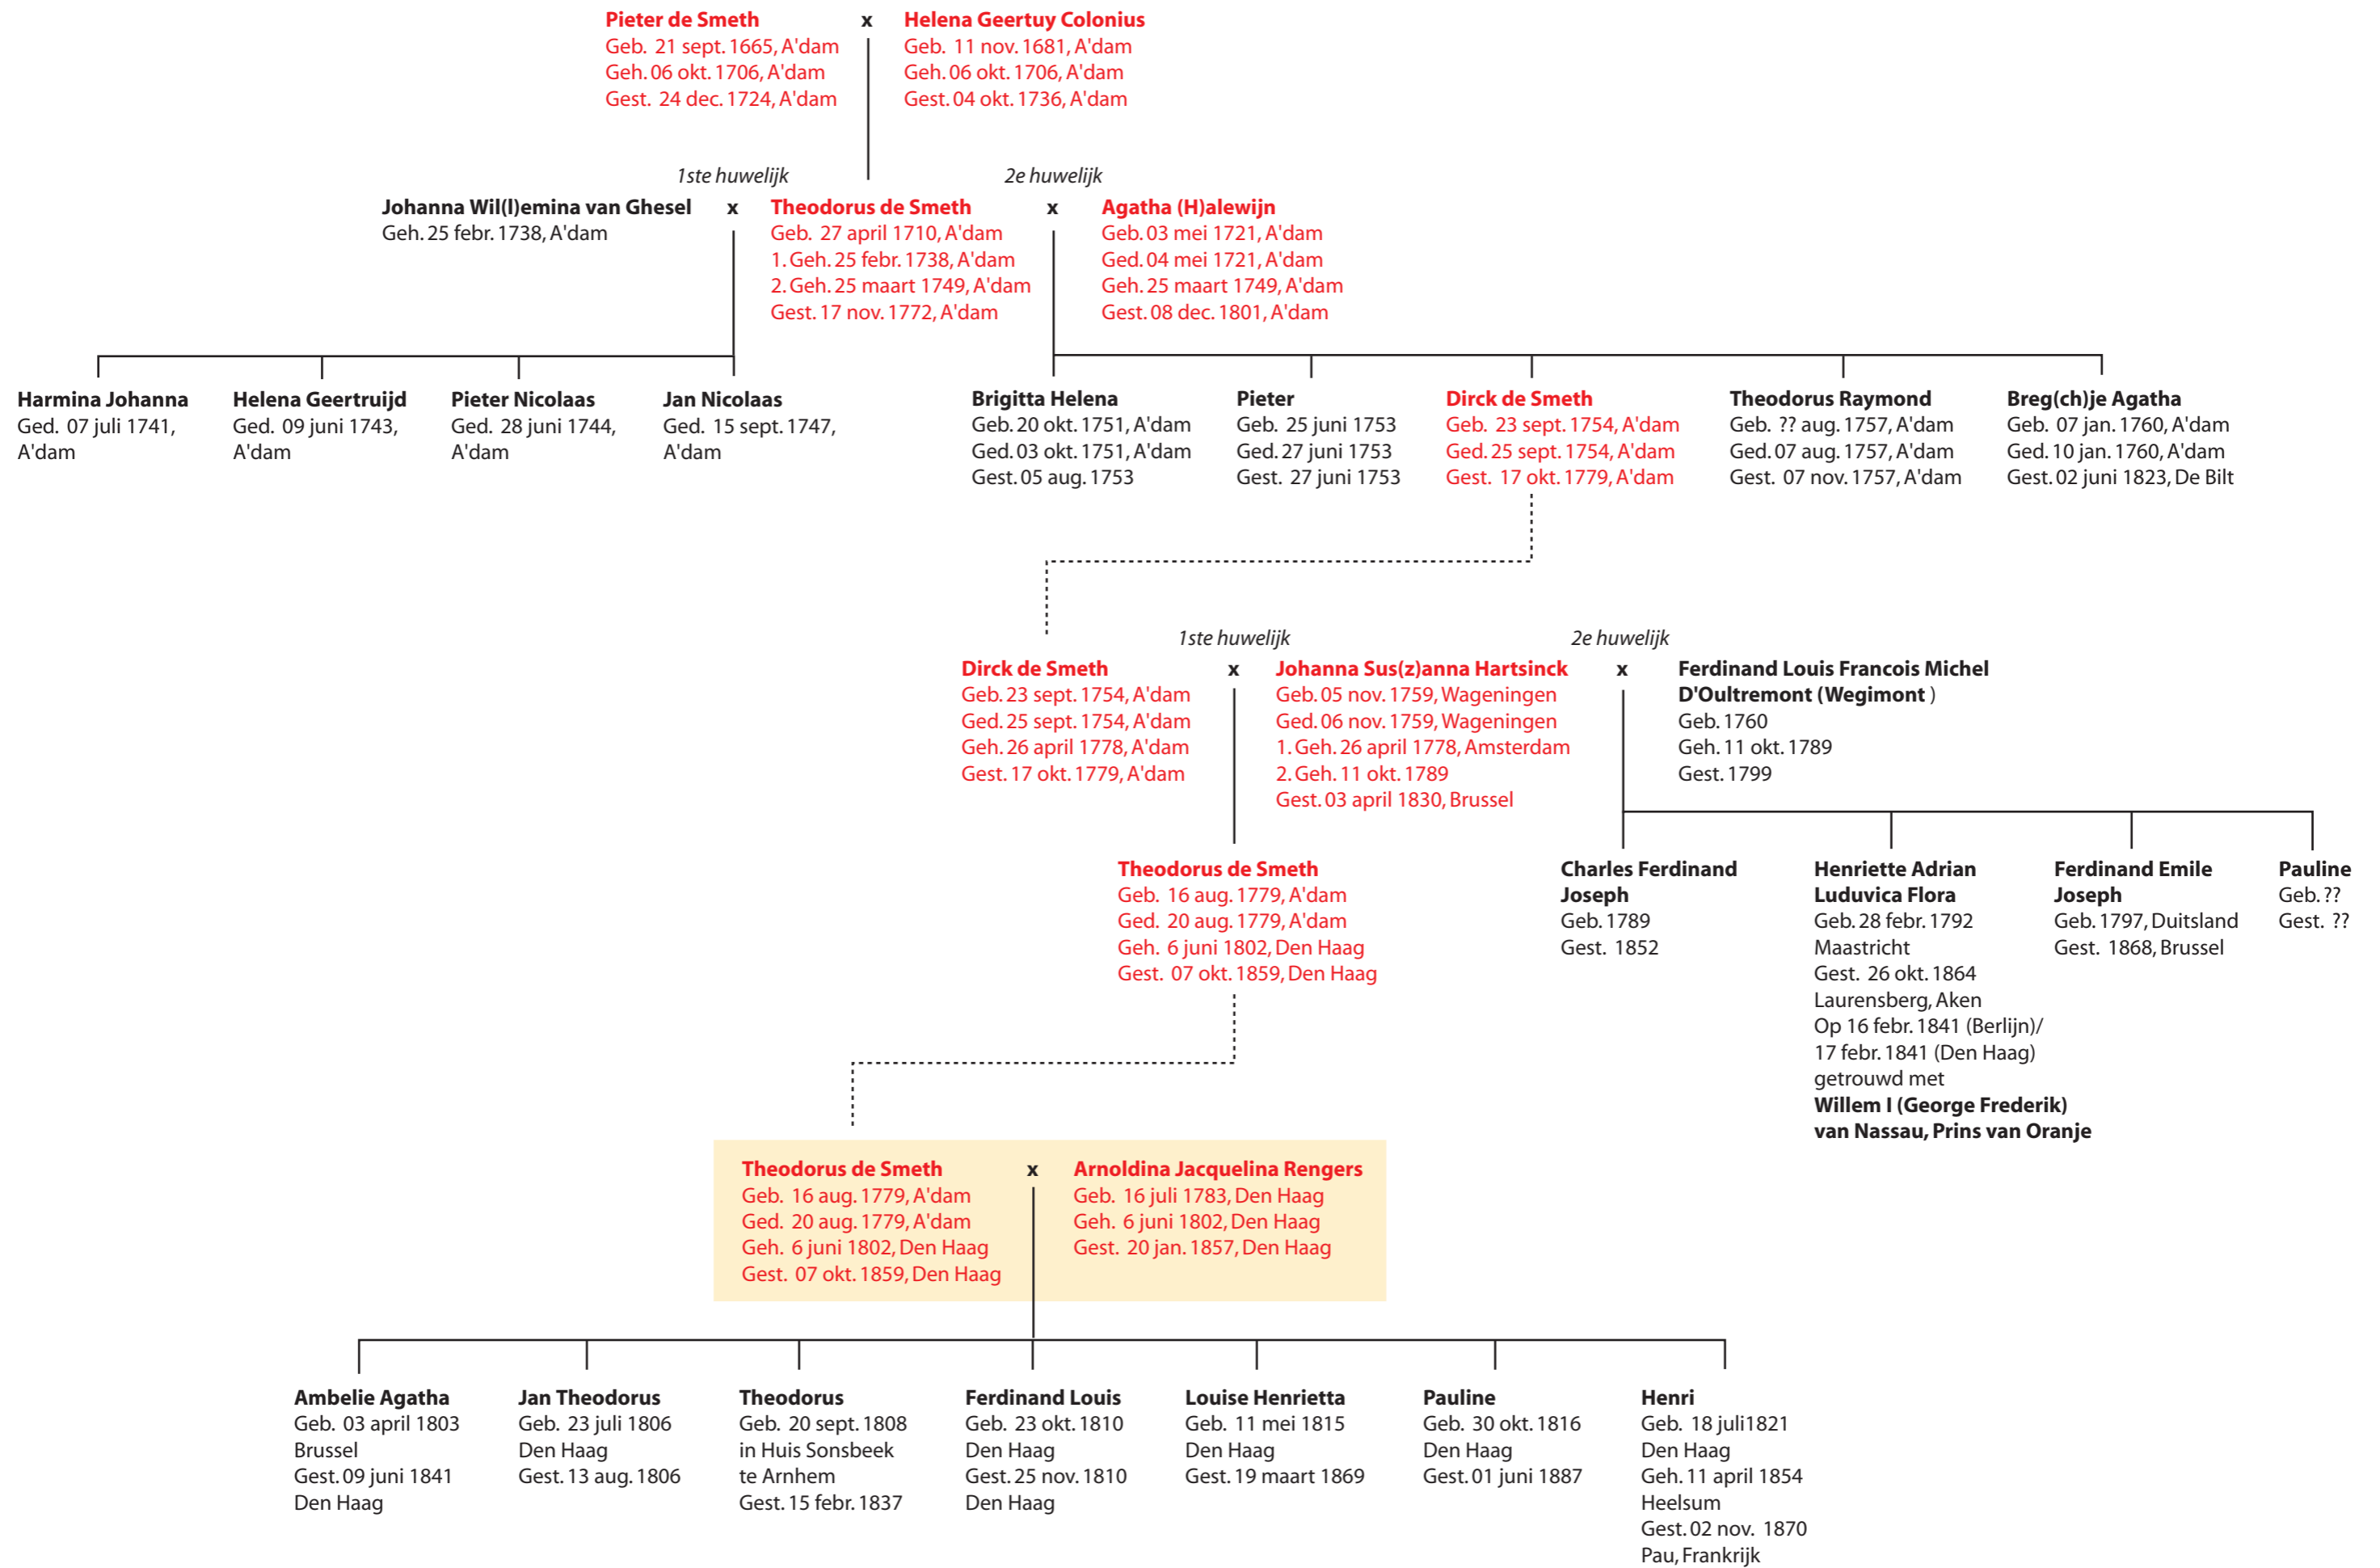 Pieter de Smeth
Geb. 21 sept. 1665, A'dam
Geh. 06 okt. 1706, A'dam
Gest. 24 dec. 1724, A'dam
x
Helena Geertuy Colonius
Geb. 11 nov. 1681, A'dam
Geh. 06 okt. 1706, A'dam
Gest. 04 okt. 1736, A'dam
1ste huwelijk
2e huwelijk
Johanna Wil(l)emina van Ghesel
Geh. 25 febr. 1738, A'dam
x
Theodorus de Smeth
Geb. 27 april 1710, A'dam
1. Geh. 25 febr. 1738, A'dam
2. Geh. 25 maart 1749, A'dam
Gest. 17 nov. 1772, A'dam
x
Agatha (H)alewijn
Geb. 03 mei 1721, A'dam
Ged. 04 mei 1721, A'dam
Geh. 25 maart 1749, A'dam
Gest. 08 dec. 1801, A'dam
Harmina Johanna
Ged. 07 juli 1741,
A'dam
Helena Geertruijd
Ged. 09 juni 1743,
A'dam
Pieter Nicolaas
Ged. 28 juni 1744,
A'dam
Jan Nicolaas
Ged. 15 sept. 1747,
A'dam
Brigitta Helena
Geb. 20 okt. 1751, A'dam
Ged. 03 okt. 1751, A'dam
Gest. 05 aug. 1753
Pieter
Geb. 25 juni 1753
Ged. 27 juni 1753
Gest. 27 juni 1753
Dirck de Smeth
Geb. 23 sept. 1754, A'dam
Ged. 25 sept. 1754, A'dam
Gest. 17 okt. 1779, A'dam
Theodorus Raymond
Geb. ?? aug. 1757, A'dam
Ged. 07 aug. 1757, A'dam
Gest. 07 nov. 1757, A'dam
Breg(ch)je Agatha
Geb. 07 jan. 1760, A'dam
Ged. 10 jan. 1760, A'dam
Gest. 02 juni 1823, De Bilt
1ste huwelijk
2e huwelijk
Dirck de Smeth
Geb. 23 sept. 1754, A'dam
Ged. 25 sept. 1754, A'dam
Geh. 26 april 1778, A'dam
Gest. 17 okt. 1779, A'dam
x
Johanna Sus(z)anna Hartsinck
Geb. 05 nov. 1759, Wageningen
Ged. 06 nov. 1759, Wageningen
1. Geh. 26 april 1778, Amsterdam
2. Geh. 11 okt. 1789
Gest. 03 april 1830, Brussel
x
Ferdinand Louis Francois Michel
D'Oultremont (Wegimont )
Geb. 1760
Geh. 11 okt. 1789
Gest. 1799
Theodorus de Smeth
Geb. 16 aug. 1779, A'dam
Ged. 20 aug. 1779, A'dam
Geh. 6 juni 1802, Den Haag
Gest. 07 okt. 1859, Den Haag
Charles Ferdinand
Joseph
Geb. 1789
Gest. 1852
Henriette Adrian
Luduvica Flora
Geb. 28 febr. 1792
Maastricht
Gest. 26 okt. 1864
Laurensberg, Aken
Op 16 febr. 1841 (Berlijn)/
17 febr. 1841 (Den Haag)
getrouwd met
Willem I (George Frederik)
van Nassau, Prins van Oranje
Ferdinand Emile
Joseph
Geb. 1797, Duitsland
Gest. 1868, Brussel
Pauline
Geb. ??
Gest. ??
Theodorus de Smeth
Geb. 16 aug. 1779, A'dam
Ged. 20 aug. 1779, A'dam
Geh. 6 juni 1802, Den Haag
Gest. 07 okt. 1859, Den Haag
x
Arnoldina Jacquelina Rengers
Geb. 16 juli 1783, Den Haag
Geh. 6 juni 1802, Den Haag
Gest. 20 jan. 1857, Den Haag
Ambelie Agatha
Geb. 03 april 1803
Brussel
Gest. 09 juni 1841
Den Haag
Jan Theodorus
Geb. 23 juli 1806
Den Haag
Gest. 13 aug. 1806
Theodorus
Geb. 20 sept. 1808
in Huis Sonsbeek
te Arnhem
Gest. 15 febr. 1837
Ferdinand Louis
Geb. 23 okt. 1810
Den Haag
Gest. 25 nov. 1810
Den Haag
Louise Henrietta
Geb. 11 mei 1815
Den Haag
Gest. 19 maart 1869
Pauline
Geb. 30 okt. 1816
Den Haag
Gest. 01 juni 1887
Henri
Geb. 18 juli1821
Den Haag
Geh. 11 april 1854
Heelsum
Gest. 02 nov. 1870
Pau, Frankrijk